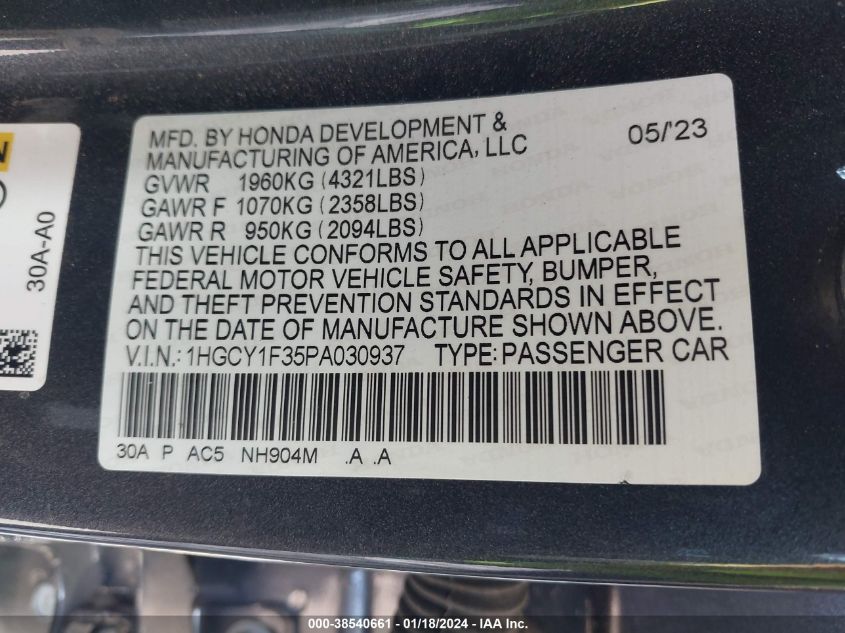 MFD. BY HONDA DEVELOPMENT & 05/'23
MANUFACTURING OF AMERICA, LLC
GVWR 1960KG (4321LBS)
GAWR F 1070KG (2358LBS)
GAWR R 950KG (2094LBS)
THIS VEHICLE CONFORMS TO ALL APPLICABLE
FEDERAL MOTOR VEHICLE SAFETY, BUMPER,
AND THEFT PREVENTION STANDARDS IN EFFECT
ON THE DATE OF MANUFACTURE SHOWN ABOVE.
V.I.N.: 1HGCY1F35PA030937 TYPE: PASSENGER CAR
30A P AC5 NH904M .A .A
30A-A0
000-38540661 — 01/18/2024 — IAA Inc.